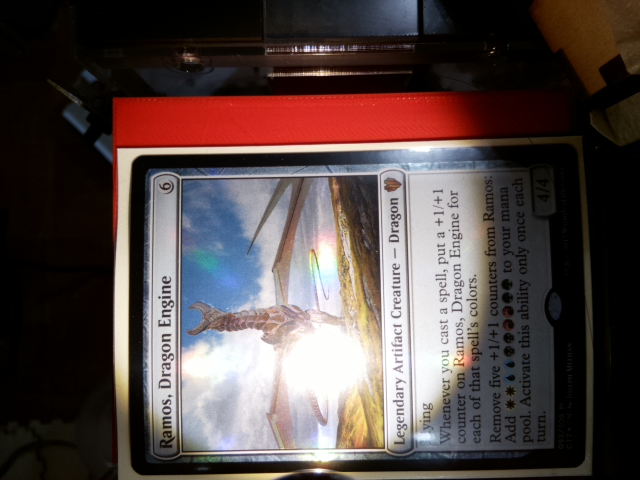 Ramos, Dragon Engine
6
Legendary Artifact Creature — Dragon
ying
Whenever you cast a spell, put a +1/+1
counter on Ramos, Dragon Engine for
each of that spell's colors.
Remove five +1/+1 counters from Ramos:
Add to your mana
pool. Activate this ability only once each
turn.
4/4